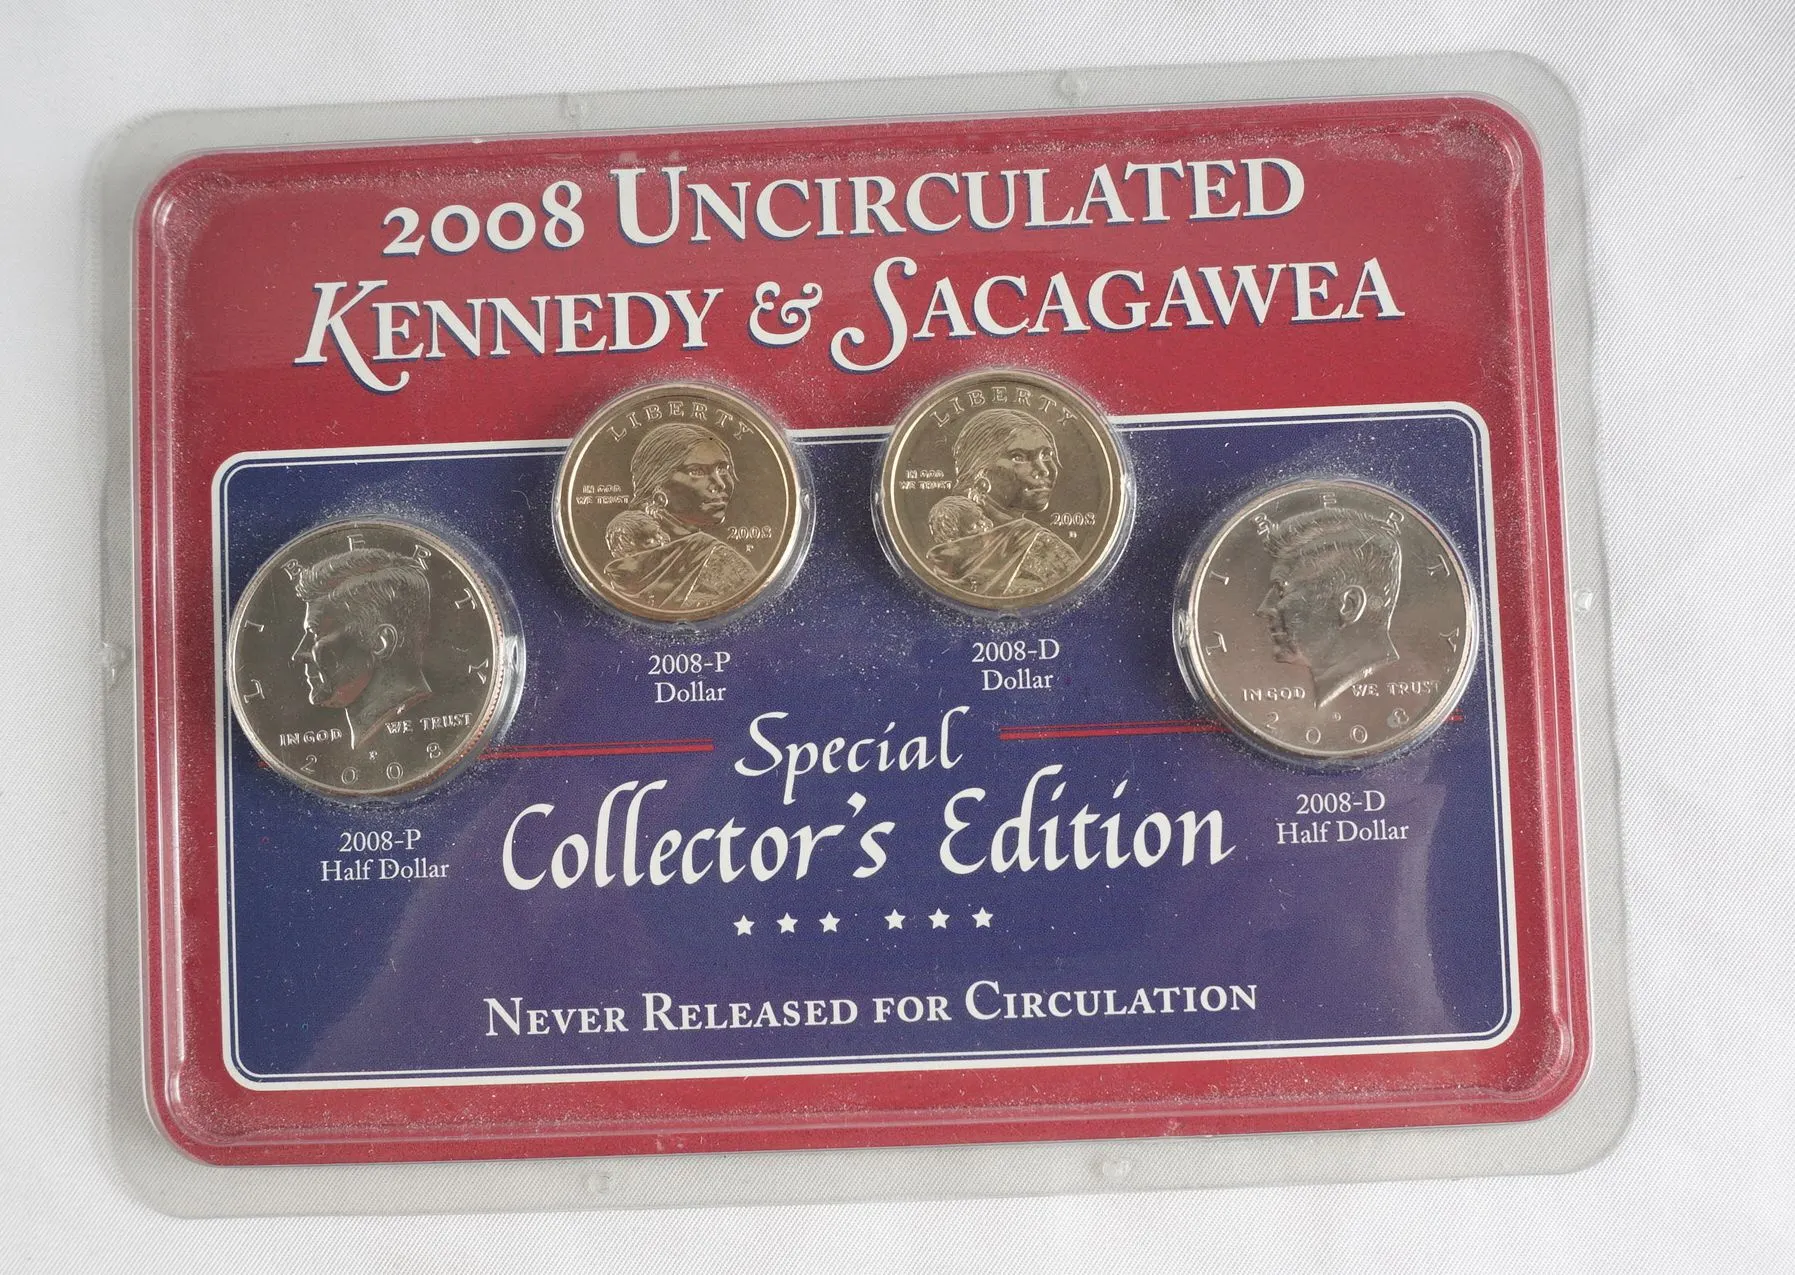 2008 UNCIRCULATED
KENNEDY & SACAGAWEA
LIBERTY
IN GOD
WE TRUST
2008
P
LIBERTY
IN GOD
WE TRUST
2008
D
LIBERTY
IN GOD WE TRUST
P
2008
LIBERTY
IN GOD WE TRUST
D
2008
2008-P
Dollar
2008-D
Dollar
2008-P
Half Dollar
2008-D
Half Dollar
Special
Collector's Edition
NEVER RELEASED FOR CIRCULATION